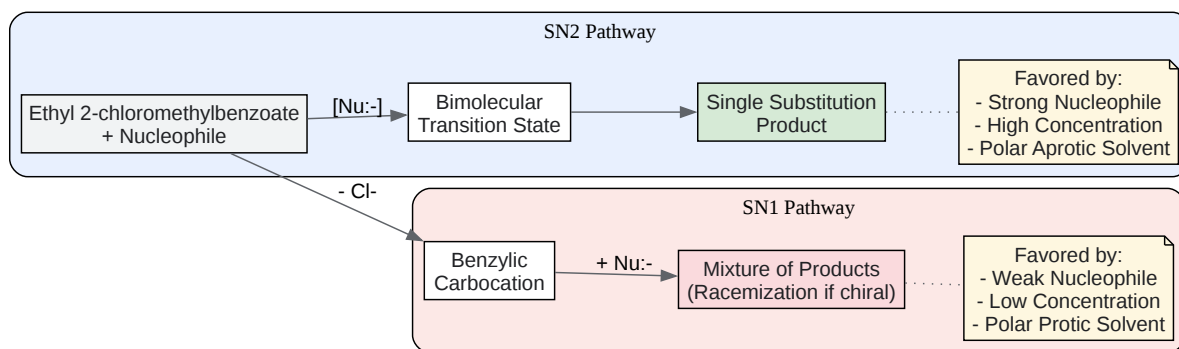 SN2 Pathway
Ethyl 2-chloromethylbenzoate
+ Nucleophile
[Nu:-]
Bimolecular
Transition State
Single Substitution
Product
Favored by:
- Strong Nucleophile
- High Concentration
- Polar Aprotic Solvent
- Cl-
SN1 Pathway
Benzylic
Carbocation
+ Nu:-
Mixture of Products
(Racemization if chiral)
Favored by:
- Weak Nucleophile
- Low Concentration
- Polar Protic Solvent